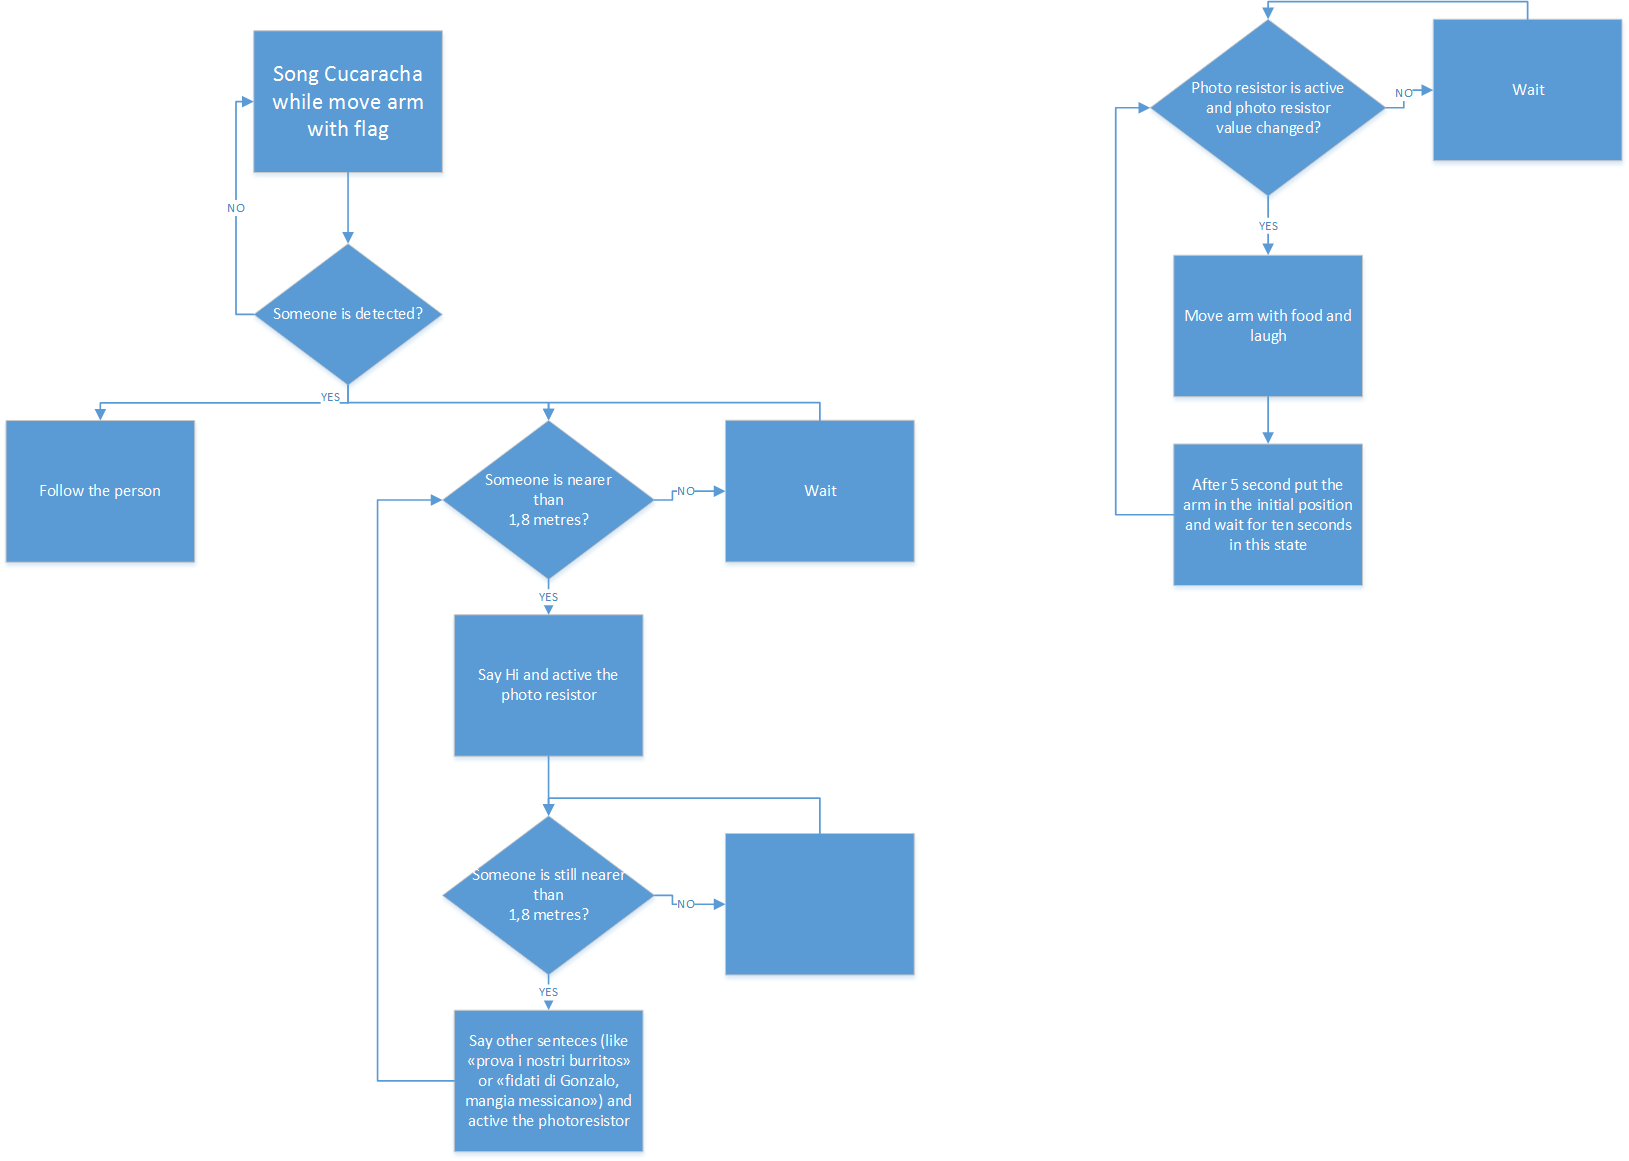 Song Cucaracha
while move arm
with flag
NO
Someone is detected?
YES
Follow the person
Someone is nearer
than
1,8 metres?
NO
Wait
YES
Say Hi and active the
photo resistor
Someone is still nearer
than
1,8 metres?
NO
YES
Say other senteces (like
«prova i nostri burritos»
or «fidati di Gonzalo,
mangia messicano») and
active the photoresistor
Photo resistor is active
and photo resistor
value changed?
NO
Wait
YES
Move arm with food and
laugh
After 5 second put the
arm in the initial position
and wait for ten seconds
in this state